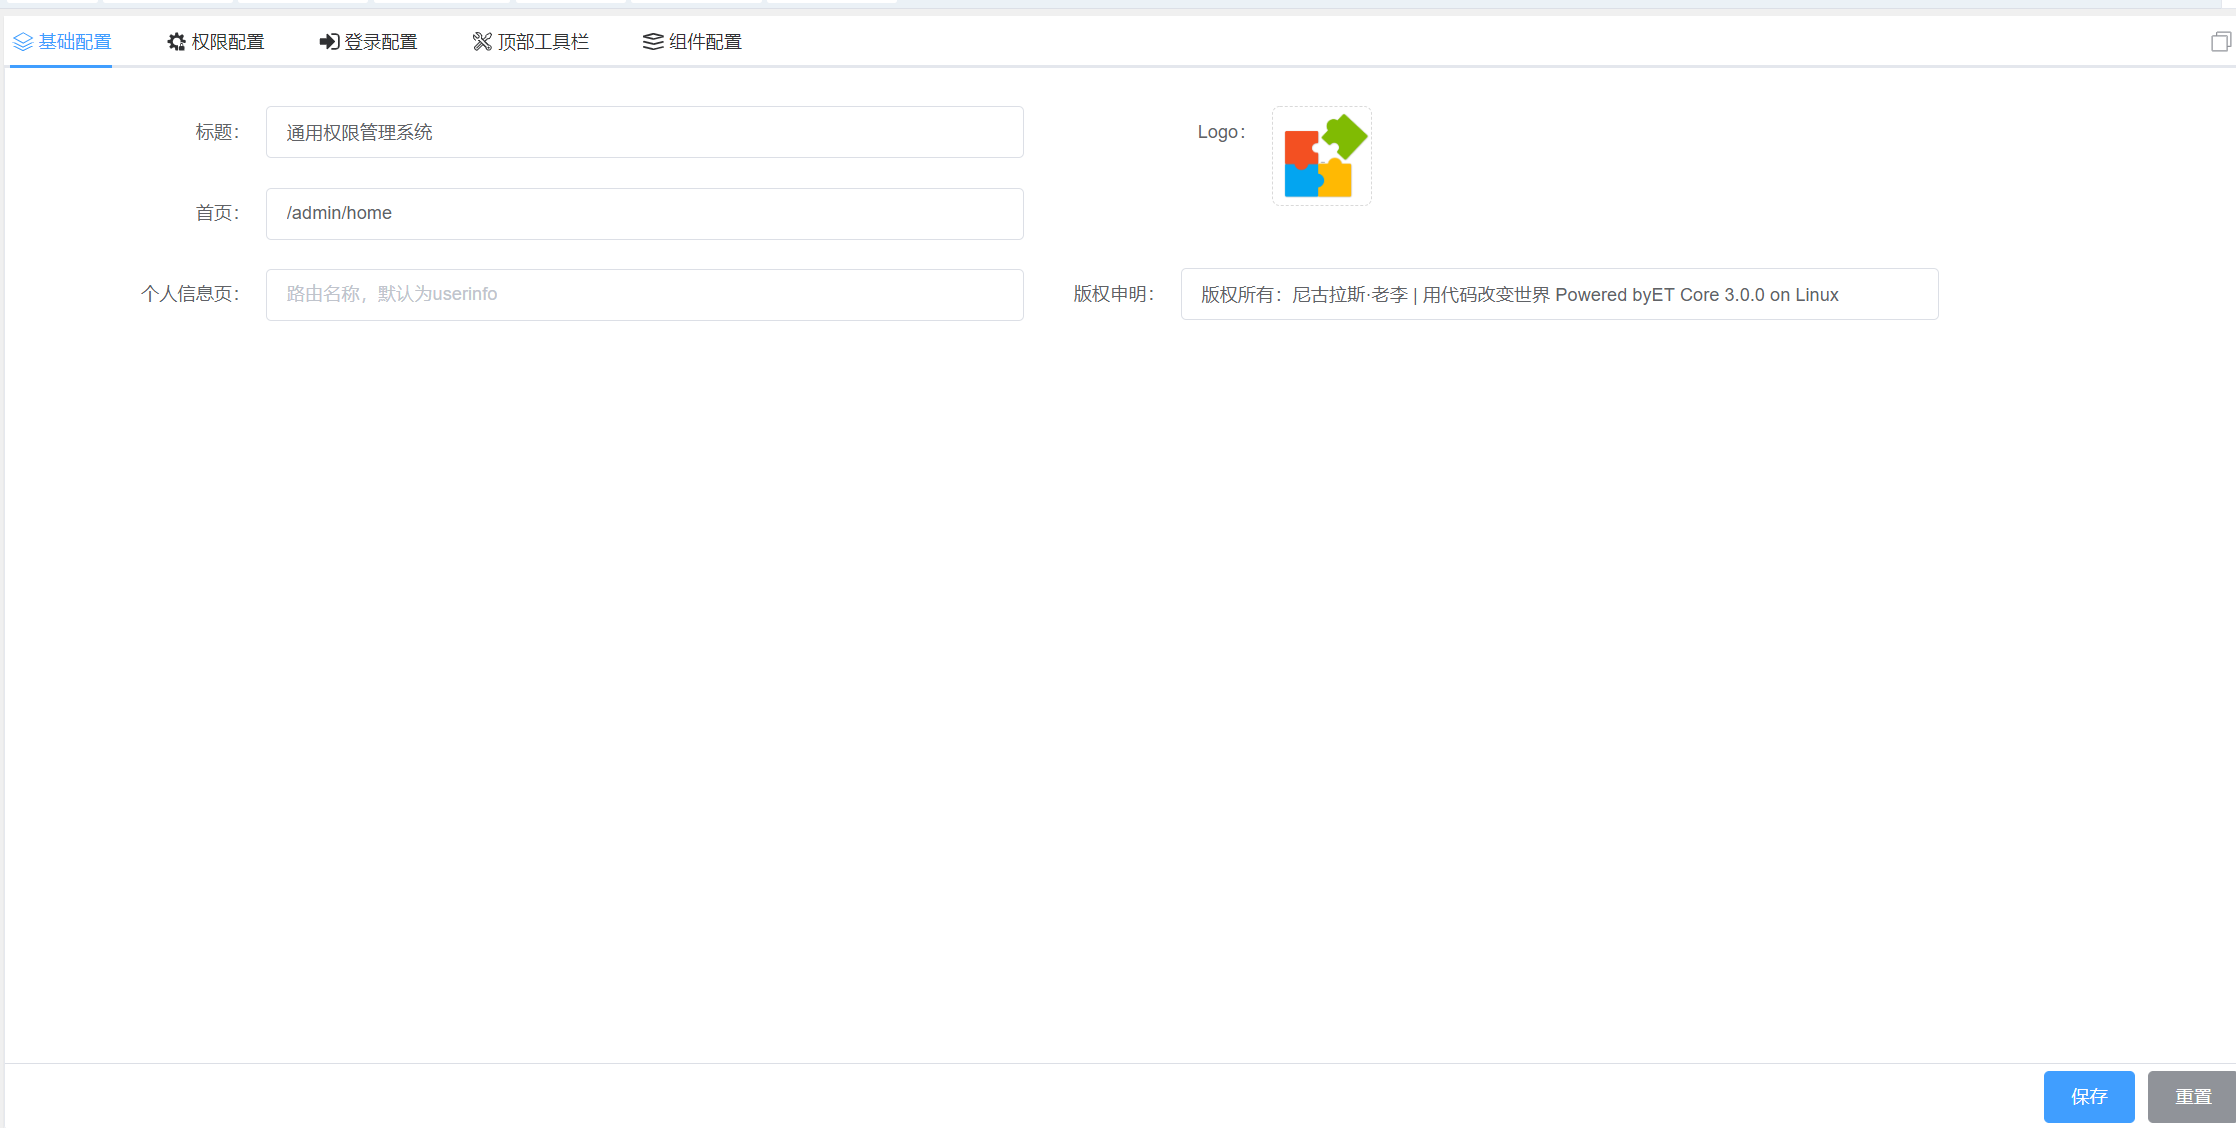 基础配置 权限配置 登录配置 顶部工具栏 组件配置
标题： 通用权限管理系统
Logo：
首页： /admin/home
个人信息页： 路由名称，默认为userinfo
版权申明： 版权所有：尼古拉斯·老李 | 用代码改变世界 Powered byET Core 3.0.0 on Linux
保存 重置